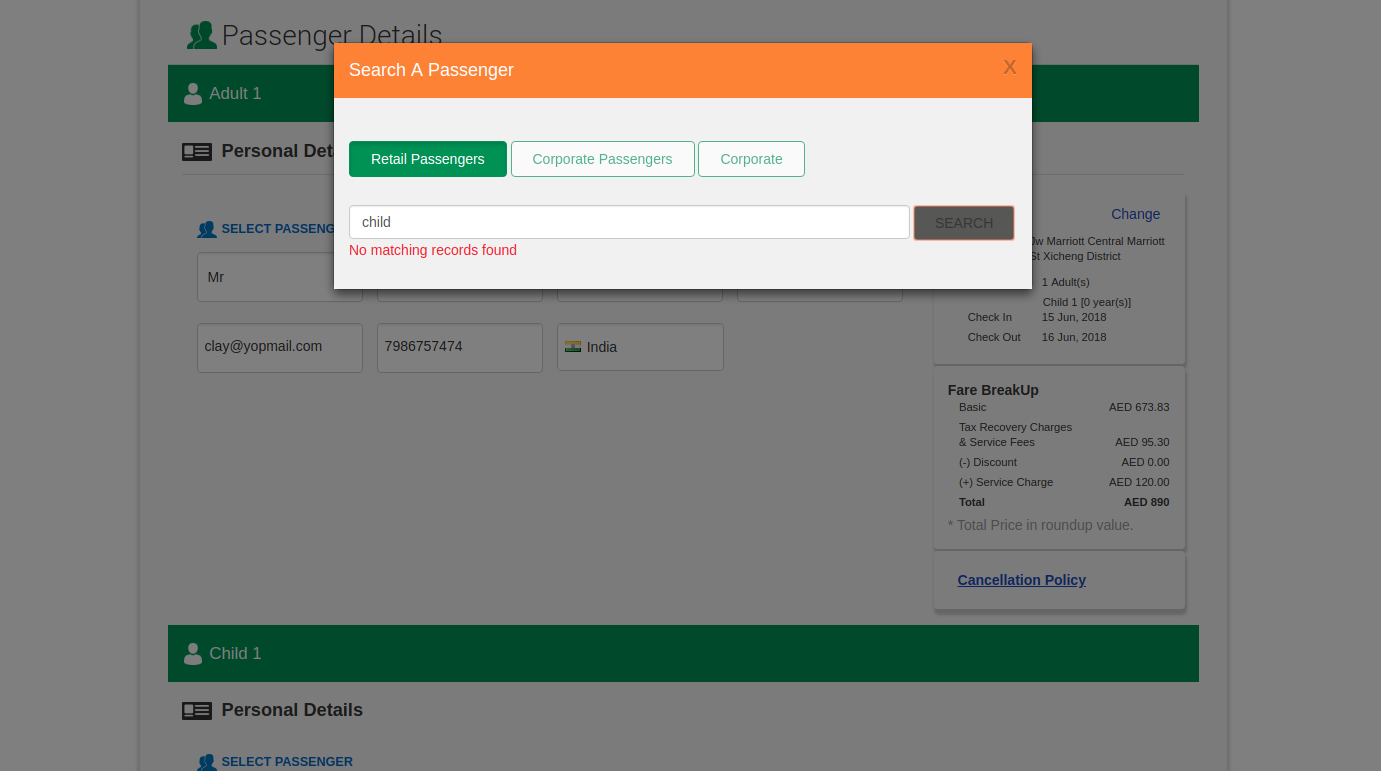 Passenger Details
Search A Passenger
X
Adult 1
Retail Passengers
Corporate Passengers
Corporate
Personal Det
child
SEARCH
No matching records found
SELECT PASSENG
Mr
clay@yopmail.com
7986757474
India
Change
Jw Marriott Central Marriott
St Xicheng District
1 Adult(s)
Child 1 [0 year(s)]
Check In 15 Jun, 2018
Check Out 16 Jun, 2018
Fare BreakUp
Basic AED 673.83
Tax Recovery Charges
& Service Fees AED 95.30
(-) Discount AED 0.00
(+) Service Charge AED 120.00
Total AED 890
* Total Price in roundup value.
Cancellation Policy
Child 1
Personal Details
SELECT PASSENGER